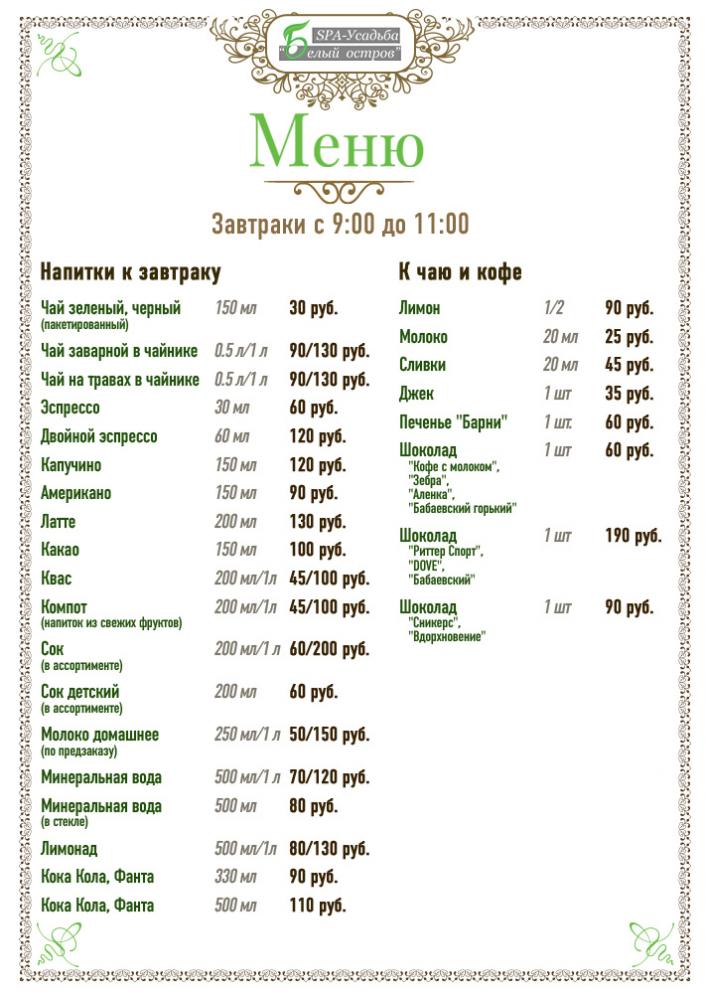 SPA-Усадьба
"Белый остров"
Меню
Завтраки с 9:00 до 11:00
Напитки к завтраку
Чай зеленый, черный 150 мл 30 руб.
(пакетированный)
Чай заварной в чайнике 0.5 л/1 л 90/130 руб.
Чай на травах в чайнике 0.5 л/1 л 90/130 руб.
Эспрессо 30 мл 60 руб.
Двойной эспрессо 60 мл 120 руб.
Капучино 150 мл 120 руб.
Американо 150 мл 90 руб.
Латте 200 мл 130 руб.
Какао 150 мл 100 руб.
Квас 200 мл/1л 45/100 руб.
Компот 200 мл/1л 45/100 руб.
(напиток из свежих фруктов)
Сок 200 мл/1 л 60/200 руб.
(в ассортименте)
Сок детский 200 мл 60 руб.
(в ассортименте)
Молоко домашнее 250 мл/1 л 50/150 руб.
(по предзаказу)
Минеральная вода 500 мл/1 л 70/120 руб.
Минеральная вода 500 мл 80 руб.
(в стекле)
Лимонад 500 мл/1л 80/130 руб.
Кока Кола, Фанта 330 мл 90 руб.
Кока Кола, Фанта 500 мл 110 руб.
К чаю и кофе
Лимон 1/2 90 руб.
Молоко 20 мл 25 руб.
Сливки 20 мл 45 руб.
Джек 1 шт 35 руб.
Печенье "Барни" 1 шт. 60 руб.
Шоколад 1 шт 60 руб.
"Кофе с молоком",
"Зебра",
"Аленка",
"Бабаевский горький"
Шоколад 1 шт 190 руб.
"Риттер Спорт",
"DOVE",
"Бабаевский"
Шоколад 1 шт 90 руб.
"Сникерс",
"Вдорхновение"